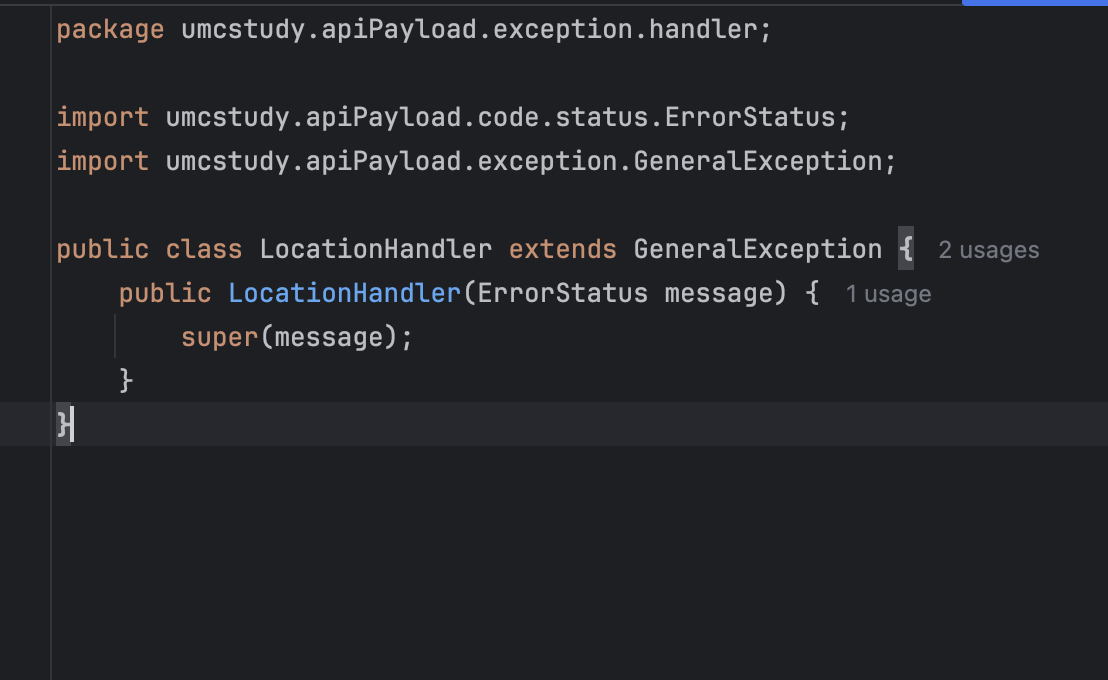 package umcstudy.apiPayload.exception.handler;
import umcstudy.apiPayload.code.status.ErrorStatus;
import umcstudy.apiPayload.exception.GeneralException;
public class LocationHandler extends GeneralException { 2 usages
public LocationHandler(ErrorStatus message) { 1 usage
super(message);
}
}